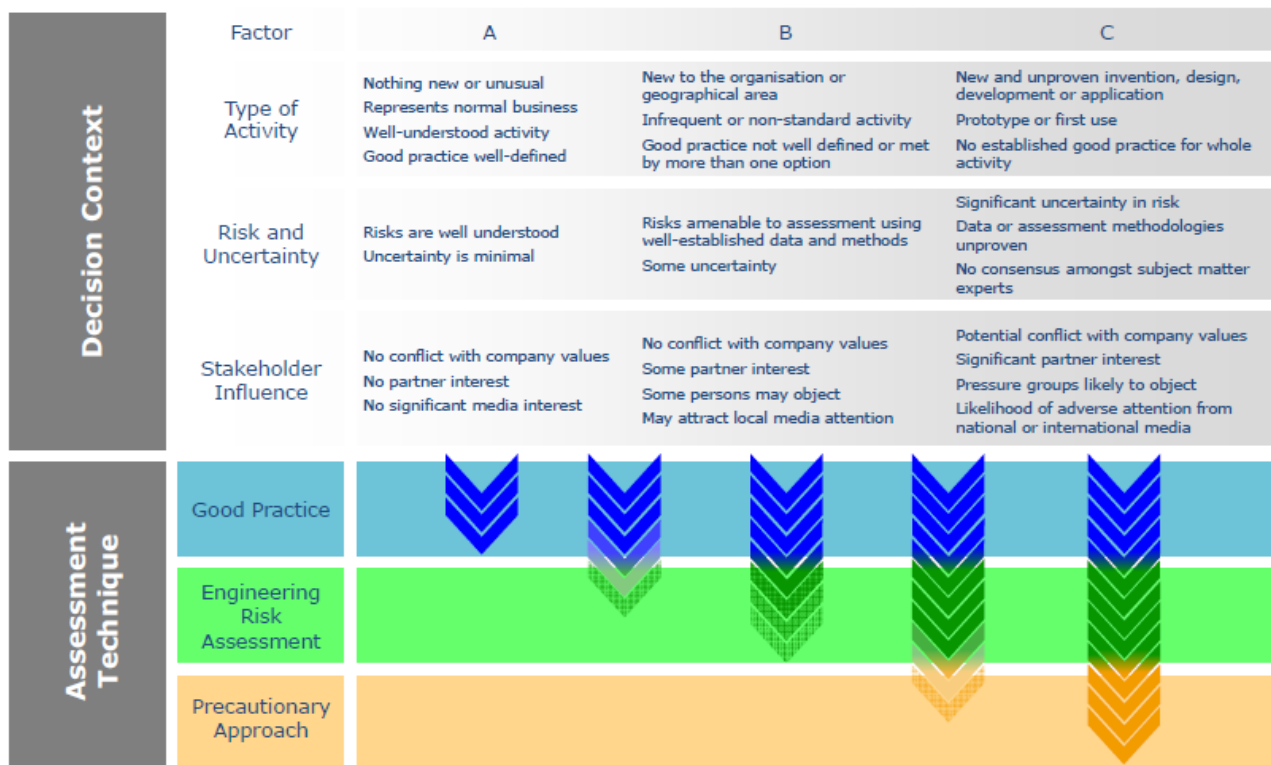 Decision Context
Factor
A
B
C
Type of
Activity
Nothing new or unusual
Represents normal business
Well-understood activity
Good practice well-defined
New to the organisation or
geographical area
Infrequent or non-standard activity
Good practice not well defined or met
by more than one option
New and unproven invention, design,
development or application
Prototype or first use
No established good practice for whole
activity
Risk and
Uncertainty
Risks are well understood
Uncertainty is minimal
Risks amenable to assessment using
well-established data and methods
Some uncertainty
Significant uncertainty in risk
Data or assessment methodologies
unproven
No consensus amongst subject matter
experts
Stakeholder
Influence
No conflict with company values
No partner interest
No significant media interest
No conflict with company values
Some partner interest
Some persons may object
May attract local media attention
Potential conflict with company values
Significant partner interest
Pressure groups likely to object
Likelihood of adverse attention from
national or international media
Assessment
Technique
Good Practice
Engineering
Risk
Assessment
Precautionary
Approach